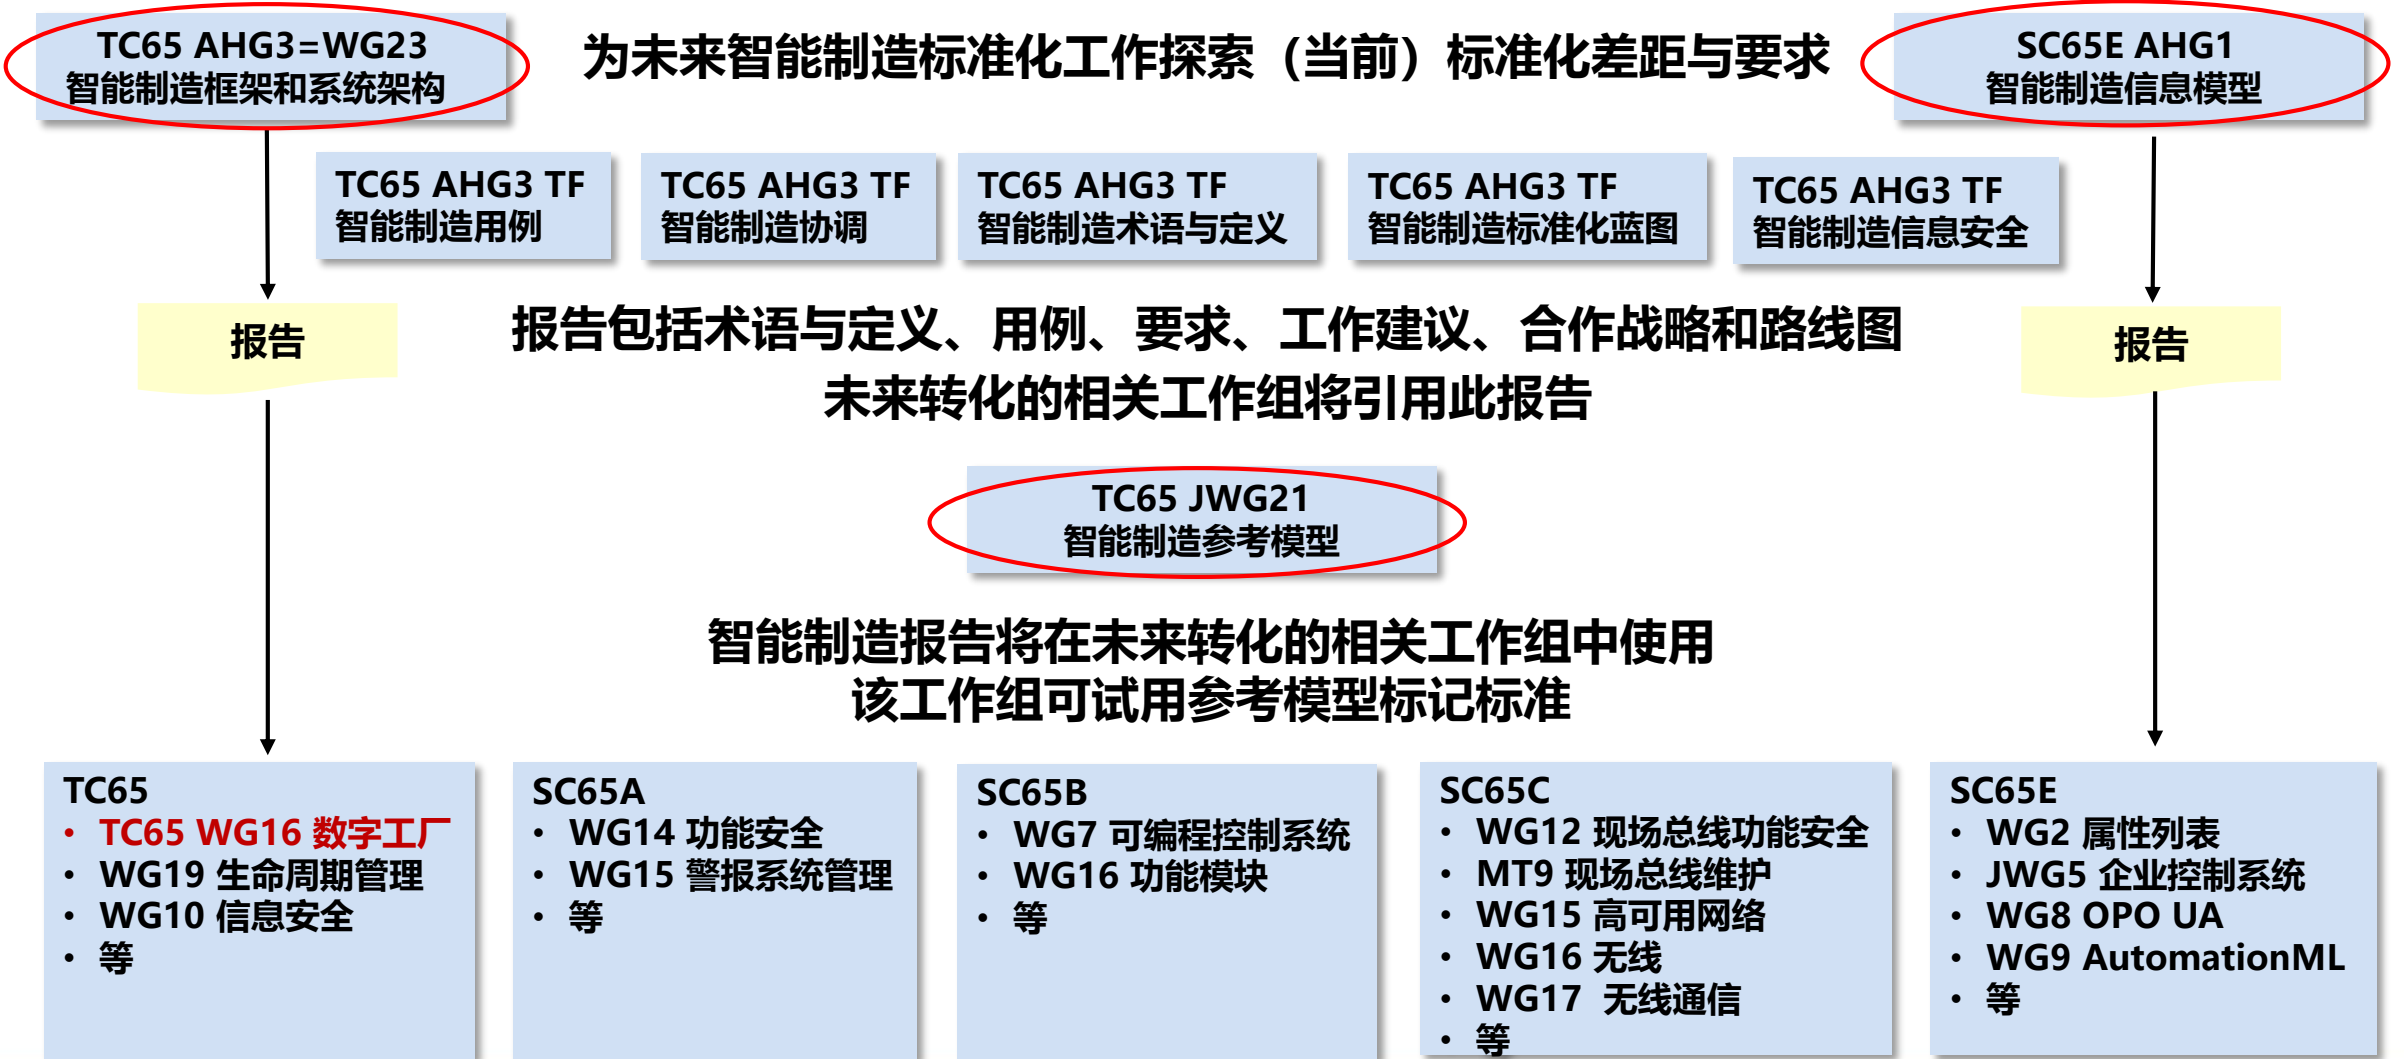 TC65 AHG3=WG23
智能制造框架和系统架构
为未来智能制造标准化工作探索（当前）标准化差距与要求
SC65E AHG1
智能制造信息模型
TC65 AHG3 TF
智能制造用例
TC65 AHG3 TF
智能制造协调
TC65 AHG3 TF
智能制造术语与定义
TC65 AHG3 TF
智能制造标准化蓝图
TC65 AHG3 TF
智能制造信息安全
报告
报告包括术语与定义、用例、要求、工作建议、合作战略和路线图
未来转化的相关工作组将引用此报告
报告
TC65 JWG21
智能制造参考模型
智能制造报告将在未来转化的相关工作组中使用
该工作组可试用参考模型标记标准
TC65
• TC65 WG16 数字工厂
• WG19 生命周期管理
• WG10 信息安全
• 等
SC65A
• WG14 功能安全
• WG15 警报系统管理
• 等
SC65B
• WG7 可编程控制系统
• WG16 功能模块
• 等
SC65C
• WG12 现场总线功能安全
• MT9 现场总线维护
• WG15 高可用网络
• WG16 无线
• WG17 无线通信
• 等
SC65E
• WG2 属性列表
• JWG5 企业控制系统
• WG8 OPO UA
• WG9 AutomationML
• 等